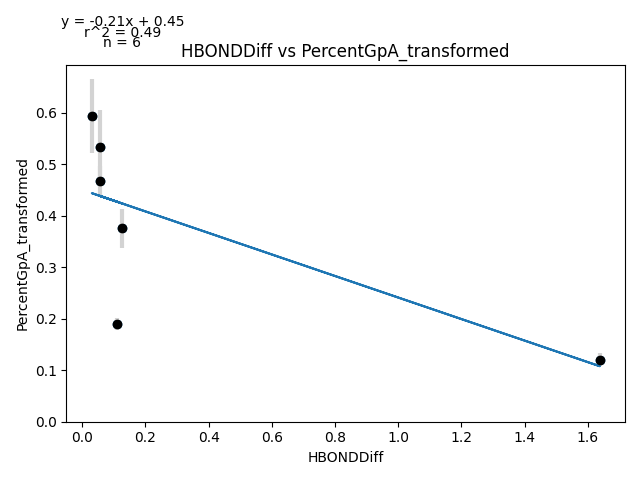 y = -0.21x + 0.45
r^2 = 0.49
n = 6
HBONDDiff vs PercentGpA_transformed
PercentGpA_transformed
0.6
0.5
0.4
0.3
0.2
0.1
0.0
0.0 0.2 0.4 0.6 0.8 1.0 1.2 1.4 1.6
HBONDDiff